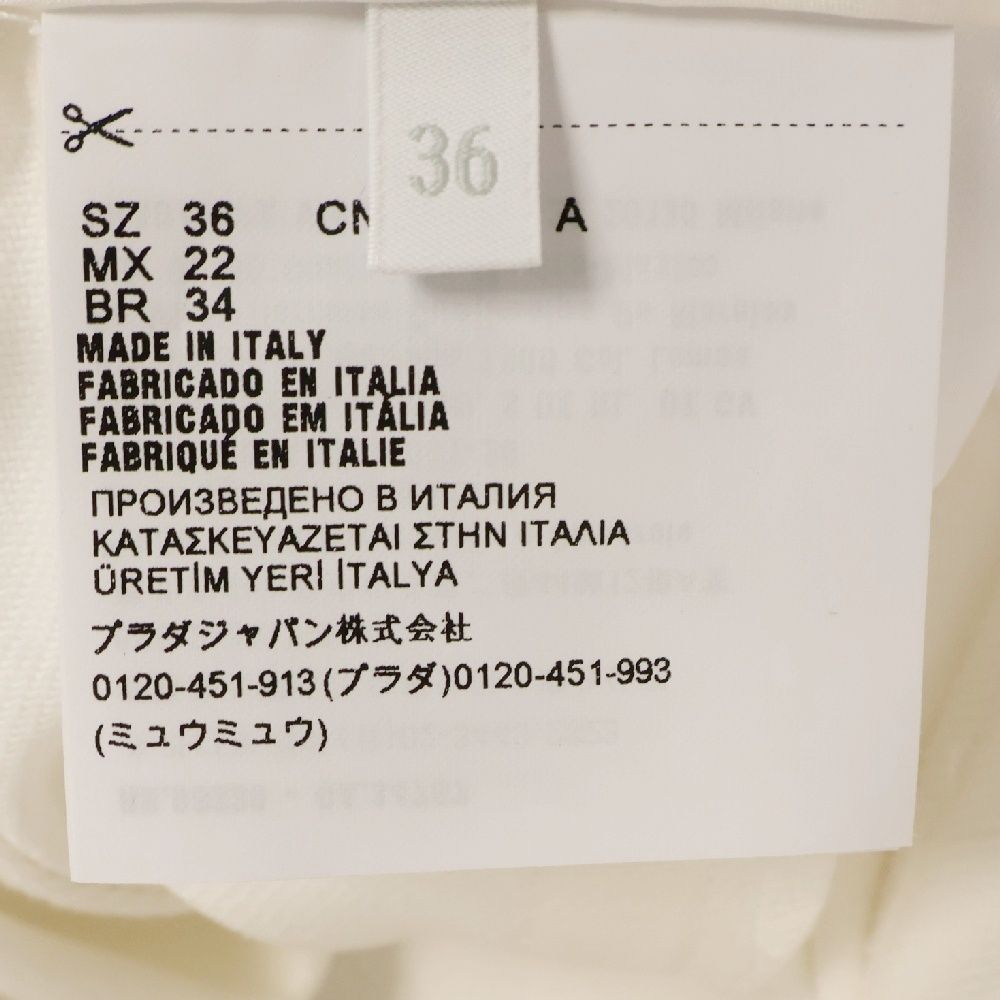 36
SZ 36 CN A
MX 22
BR 34
MADE IN ITALY
FABRICADO EN ITALIA
FABRICADO EM ITÁLIA
FABRIQUÉ EN ITALIE
ПРОИЗВЕДЕНО В ИТАЛИЯ
ΚΑΤΑΣΚΕΥΑΖΕΤΑΙ ΣΤΗΝ ΙΤΑΛΙΑ
ÜRETİM YERİ İTALYA
プラダジャパン株式会社
0120-451-913(プラダ)0120-451-993
(ミュウミュウ)